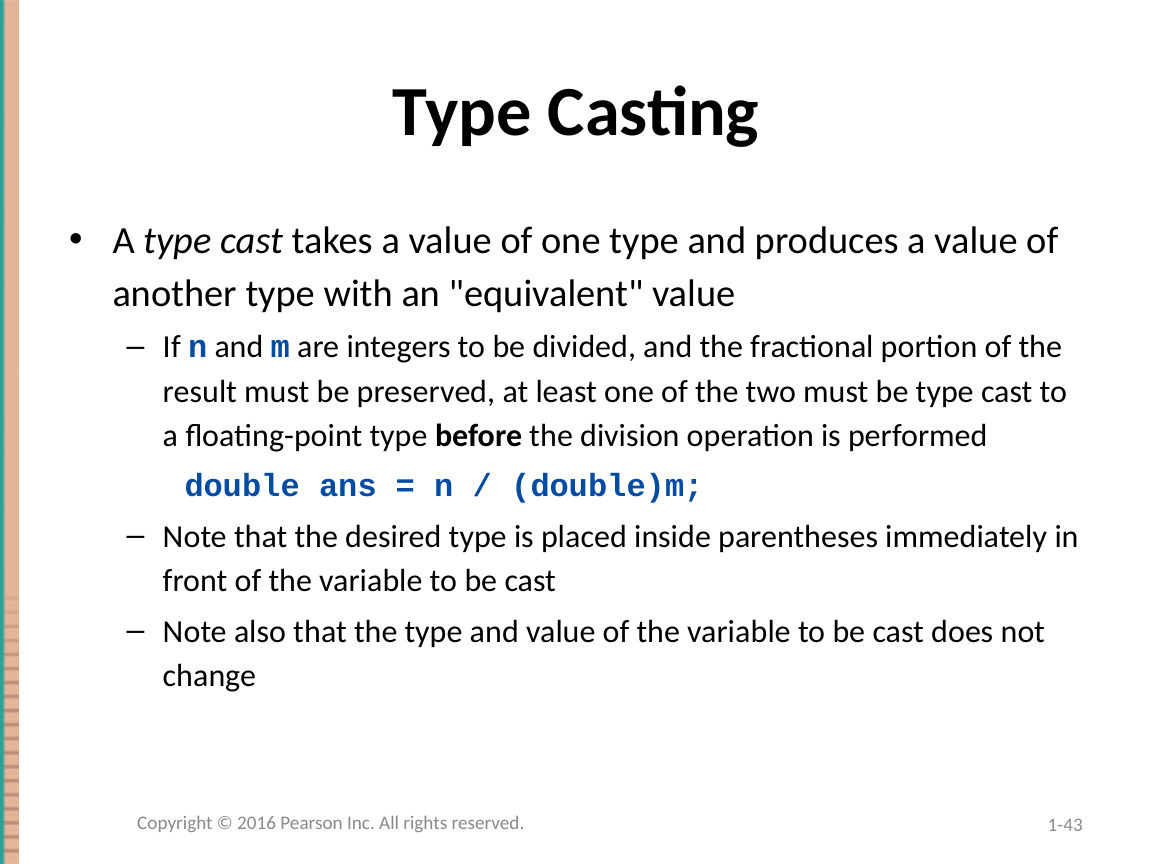 Type Casting
• A type cast takes a value of one type and produces a value of
another type with an "equivalent" value
– If n and m are integers to be divided, and the fractional portion of the
result must be preserved, at least one of the two must be type cast to
a floating-point type before the division operation is performed
double ans = n / (double)m;
– Note that the desired type is placed inside parentheses immediately in
front of the variable to be cast
– Note also that the type and value of the variable to be cast does not
change
Copyright © 2016 Pearson Inc. All rights reserved.
1-43